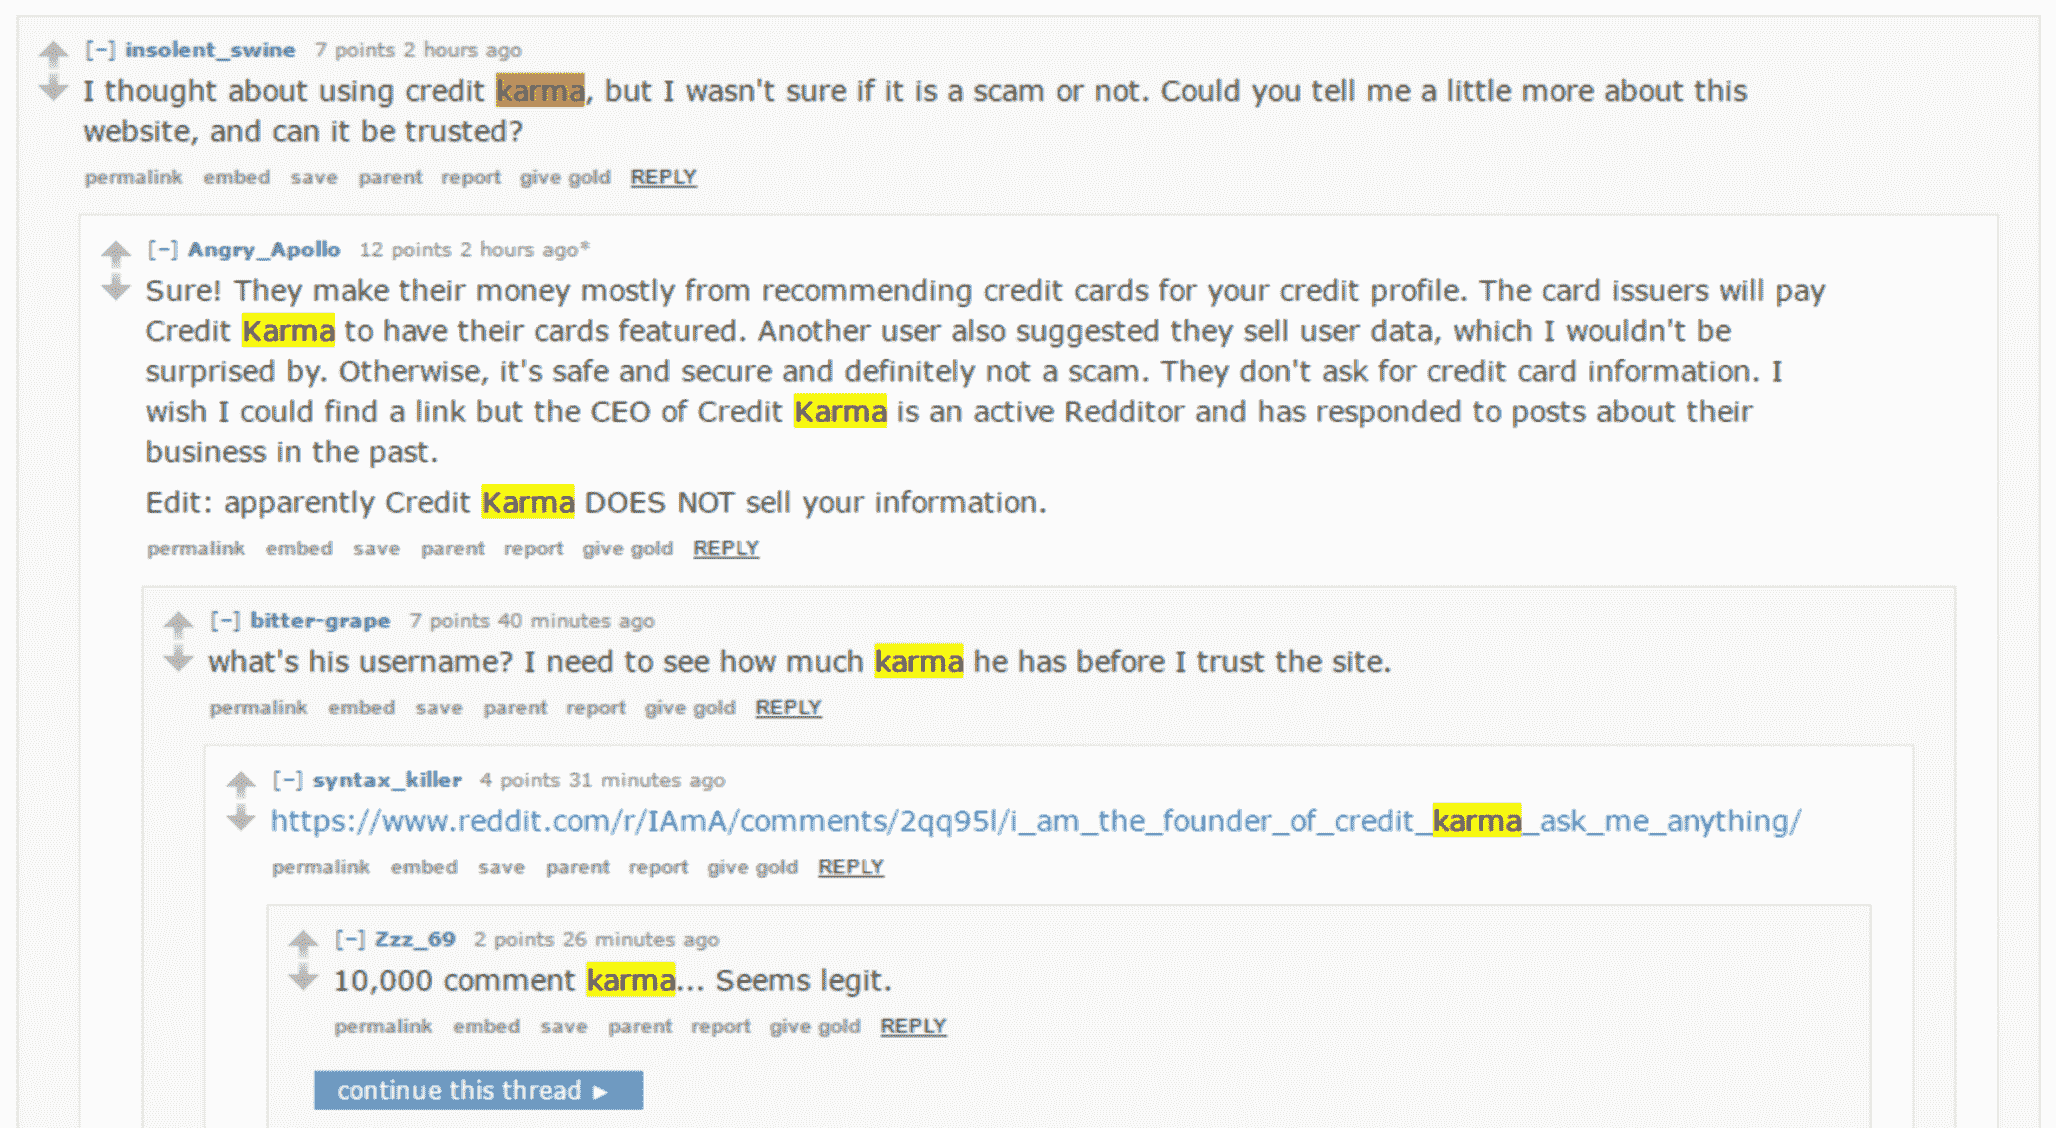 [–] insolent_swine 7 points 2 hours ago
I thought about using credit karma, but I wasn't sure if it is a scam or not. Could you tell me a little more about this
website, and can it be trusted?
permalink embed save parent report give gold REPLY
[–] Angry_Apollo 12 points 2 hours ago*
Sure! They make their money mostly from recommending credit cards for your credit profile. The card issuers will pay
Credit Karma to have their cards featured. Another user also suggested they sell user data, which I wouldn't be
surprised by. Otherwise, it's safe and secure and definitely not a scam. They don't ask for credit card information. I
wish I could find a link but the CEO of Credit Karma is an active Redditor and has responded to posts about their
business in the past.
Edit: apparently Credit Karma DOES NOT sell your information.
permalink embed save parent report give gold REPLY
[–] bitter-grape 7 points 40 minutes ago
what's his username? I need to see how much karma he has before I trust the site.
permalink embed save parent report give gold REPLY
[–] syntax_killer 4 points 31 minutes ago
https://www.reddit.com/r/IAmA/comments/2qq95l/i_am_the_founder_of_credit_karma_ask_me_anything/
permalink embed save parent report give gold REPLY
[–] Zzz_69 2 points 26 minutes ago
10,000 comment karma... Seems legit.
permalink embed save parent report give gold REPLY
continue this thread ►